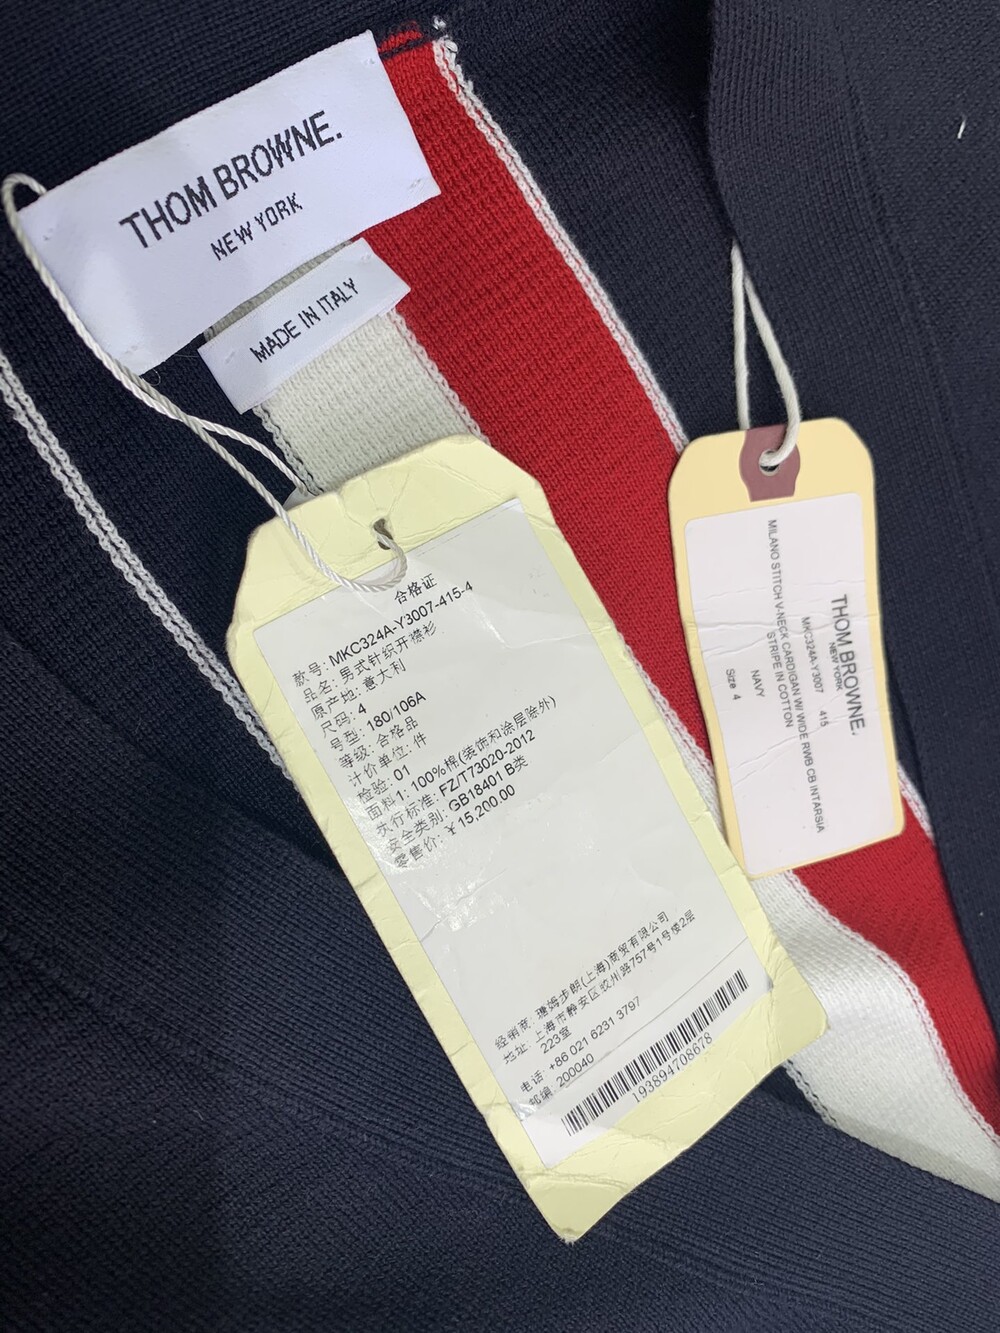 THOM BROWNE.
NEW YORK
MADE IN ITALY
合格证
款号: MKC324A-Y3007-415-4
品名: 男式针织开襟衫
原产地: 意大利
尺码: 4
号型: 180/106A
等级: 合格品
计价单位: 件
检验: 01
面料1: 100%棉(装饰和涂层除外)
执行标准: FZ/T73020-2012
安全类别: GB18401 B类
零售价: ￥15,200.00
经销商: 瑭姆步朗(上海)商贸有限公司
地址: 上海市静安区胶州路757号1号楼2层
223室
电话: +86 021 6231 3797
邮编: 200040
193894708678
THOM BROWNE.
NEW YORK
MKC324A-Y3007 415
MILANO STITCH V-NECK CARDIGAN W/ WIDE RWB CB INTARSIA
STRIPE IN COTTON
NAVY
Size 4